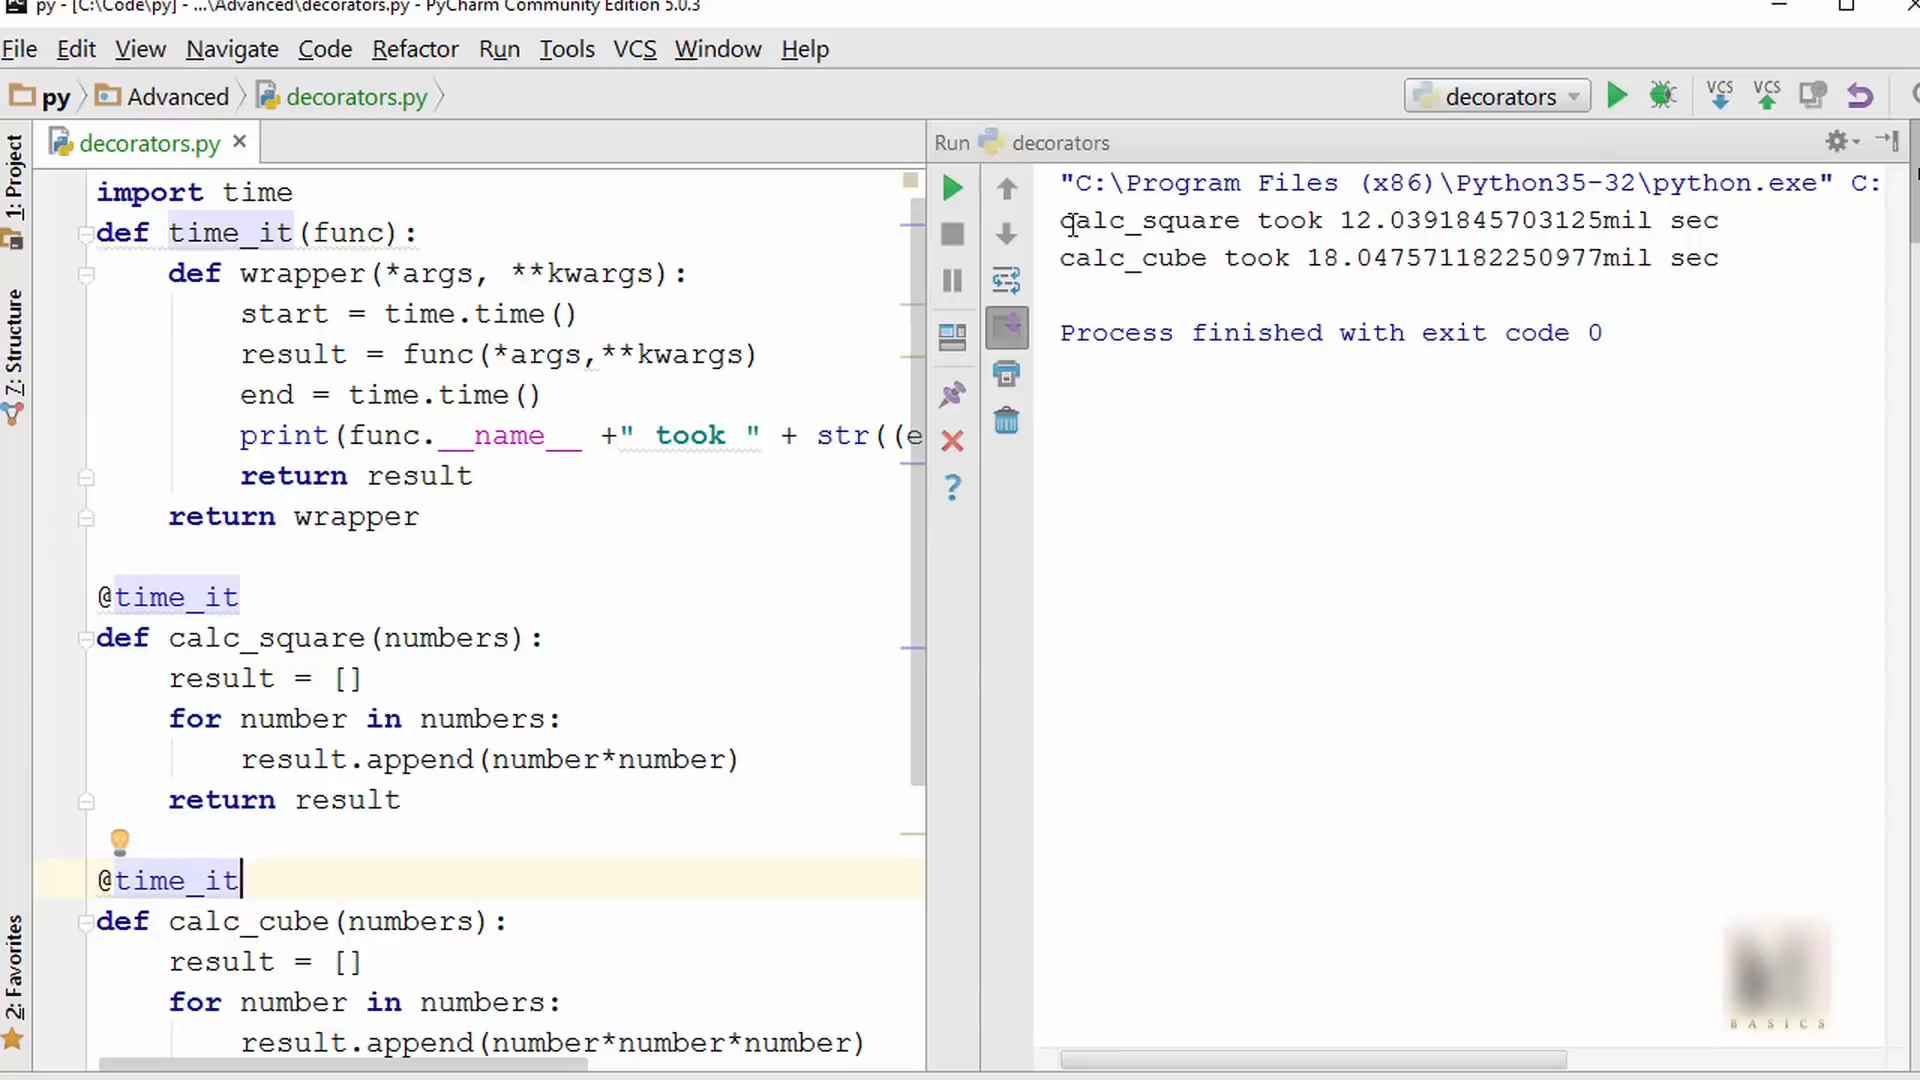 py - [C:\Code\py] - ...\Advanced\decorators.py - PyCharm Community Edition 5.0.3
File Edit View Navigate Code Refactor Run Tools VCS Window Help
py Advanced decorators.py
decorators VCS VCS
1: Project
7: Structure
2: Favorites
decorators.py
import time
def time_it(func):
    def wrapper(*args, **kwargs):
        start = time.time()
        result = func(*args,**kwargs)
        end = time.time()
        print(func.__name__ +" took " + str((e
        return result
    return wrapper
@time_it
def calc_square(numbers):
    result = []
    for number in numbers:
        result.append(number*number)
    return result
@time_it
def calc_cube(numbers):
    result = []
    for number in numbers:
        result.append(number*number*number)
Run decorators
"C:\Program Files (x86)\Python35-32\python.exe" C:
calc_square took 12.0391845703125mil sec
calc_cube took 18.047571182250977mil sec
Process finished with exit code 0
BASICS